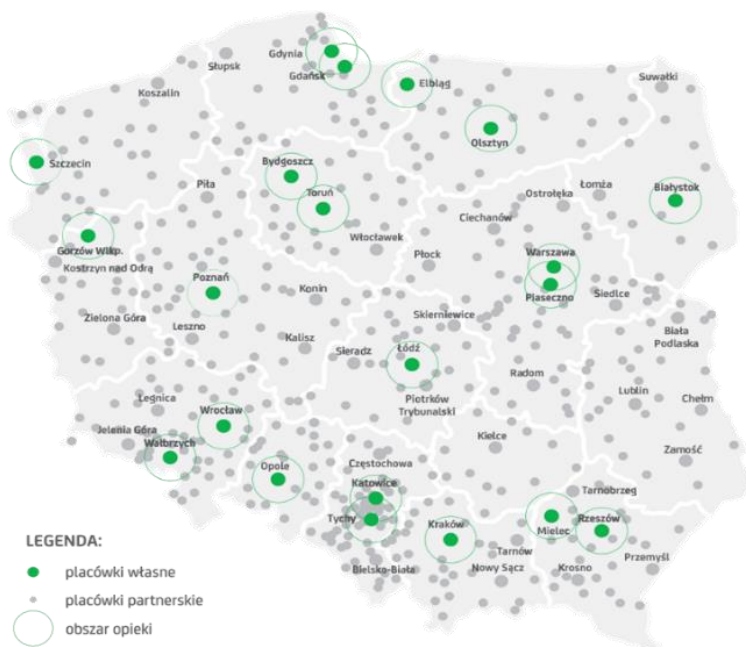 Gdynia
Słupsk
Gdańsk
Koszalin
Elbląg
Suwałki
Olsztyn
Szczecin
Bydgoszcz
Piła
Toruń
Ostrołęka
Łomża
Białystok
Ciechanów
Włocławek
Płock
Gorzów Wlkp.
Kostrzyn nad Odrą
Warszawa
Poznań
Konin
Piaseczno
Siedlce
Zielona Góra
Leszno
Skierniewice
Biała
Podlaska
Kalisz
Sieradz
Łódź
Radom
Lublin
Chełm
Piotrków
Trybunalski
Legnica
Wrocław
Jelenia Góra
Wałbrzych
Kielce
Zamość
Opole
Częstochowa
Katowice
Tarnobrzeg
Tychy
Kraków
Mielec
Rzeszów
Tarnów
Przemyśl
Bielsko-Biała
Nowy Sącz
Krosno
LEGENDA:
placówki własne
placówki partnerskie
obszar opieki